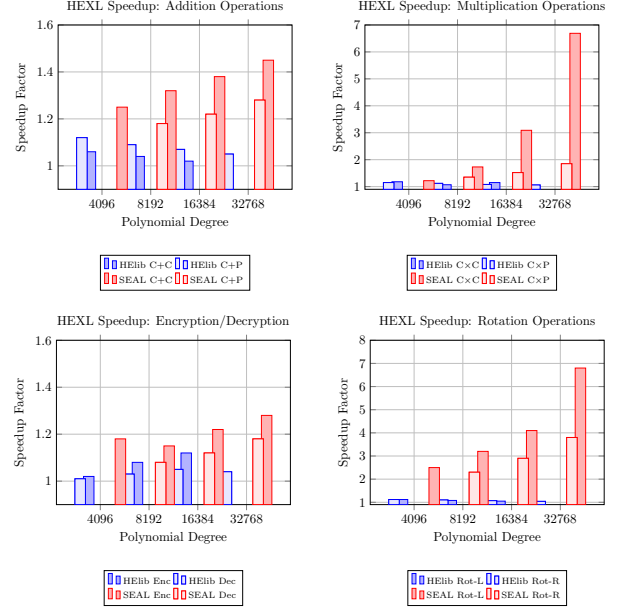 HEXL Speedup: Addition Operations
1.6
1.4
1.2
1
Speedup Factor
4096 8192 16384 32768
Polynomial Degree
HElib C+C HElib C+P
SEAL C+C SEAL C+P
HEXL Speedup: Multiplication Operations
7
6
5
4
3
2
1
Speedup Factor
4096 8192 16384 32768
Polynomial Degree
HElib C×C HElib C×P
SEAL C×C SEAL C×P
HEXL Speedup: Encryption/Decryption
1.6
1.4
1.2
1
Speedup Factor
4096 8192 16384 32768
Polynomial Degree
HElib Enc HElib Dec
SEAL Enc SEAL Dec
HEXL Speedup: Rotation Operations
8
7
6
5
4
3
2
1
Speedup Factor
4096 8192 16384 32768
Polynomial Degree
HElib Rot-L HElib Rot-R
SEAL Rot-L SEAL Rot-R